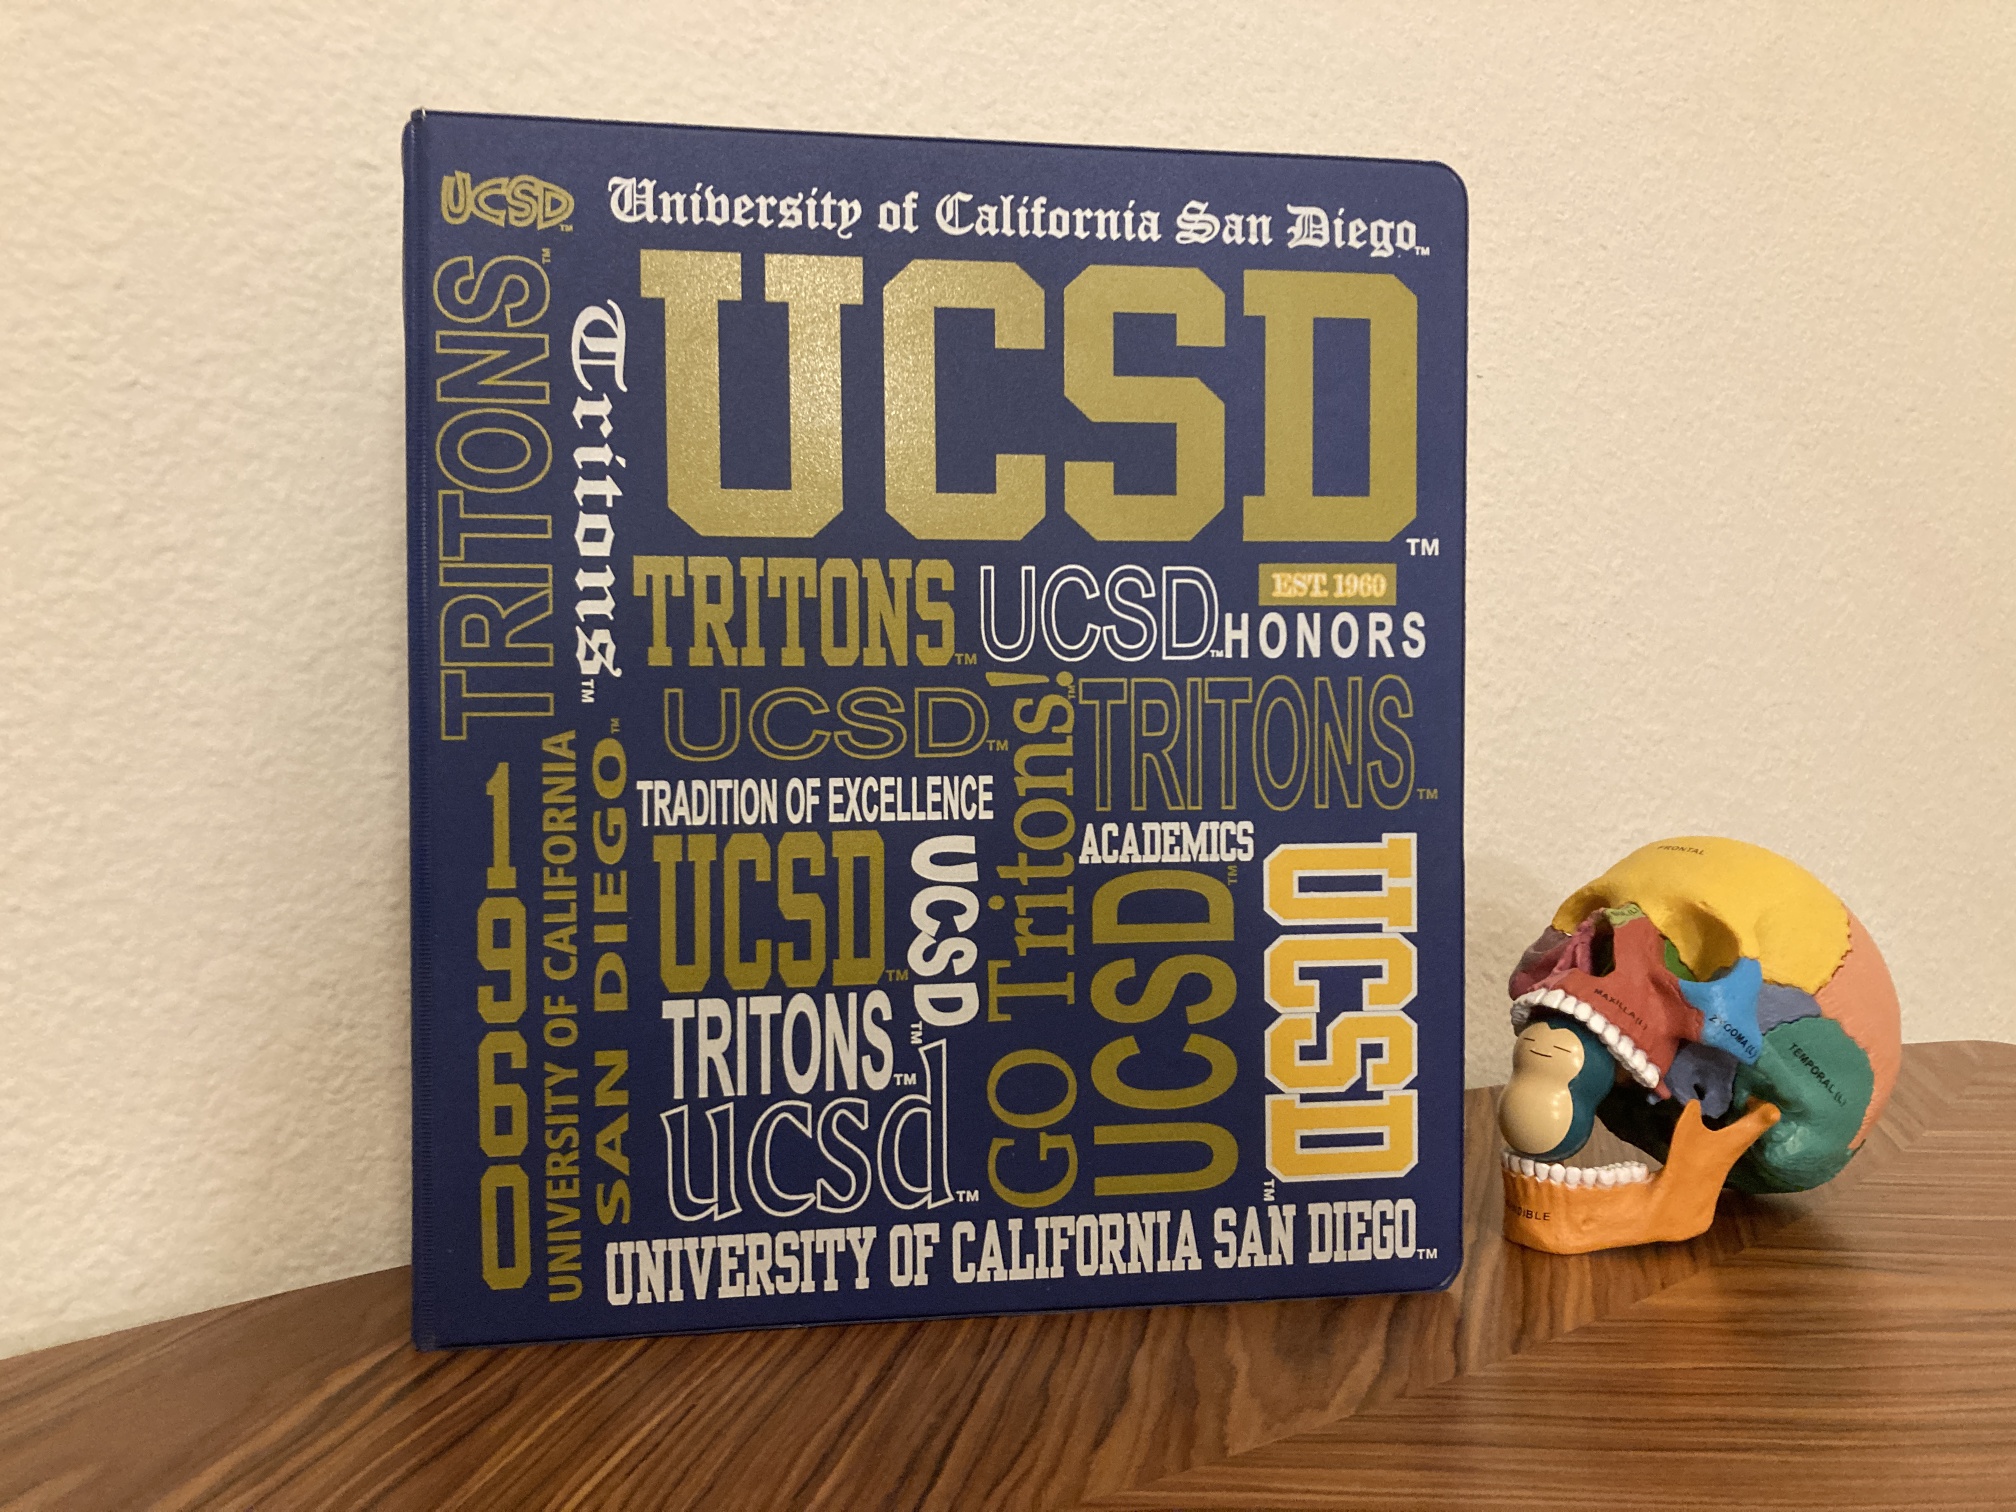 UCSD™
University of California San Diego™
TRITONS™
Tritons™
UCSD™
TRITONS™
UCSD™
EST. 1960
HONORS
UCSD™
GO Tritons!™
TRITONS™
TRADITION OF EXCELLENCE
ACADEMICS
1960
UNIVERSITY OF CALIFORNIA
SAN DIEGO™
UCSD™
UCSD™
UCSD™
UCSD™
TRITONS™
ucsd™
UNIVERSITY OF CALIFORNIA SAN DIEGO™
FRONTAL
MAXILLA(L)
ZYGOMA(L)
TEMPORAL(L)